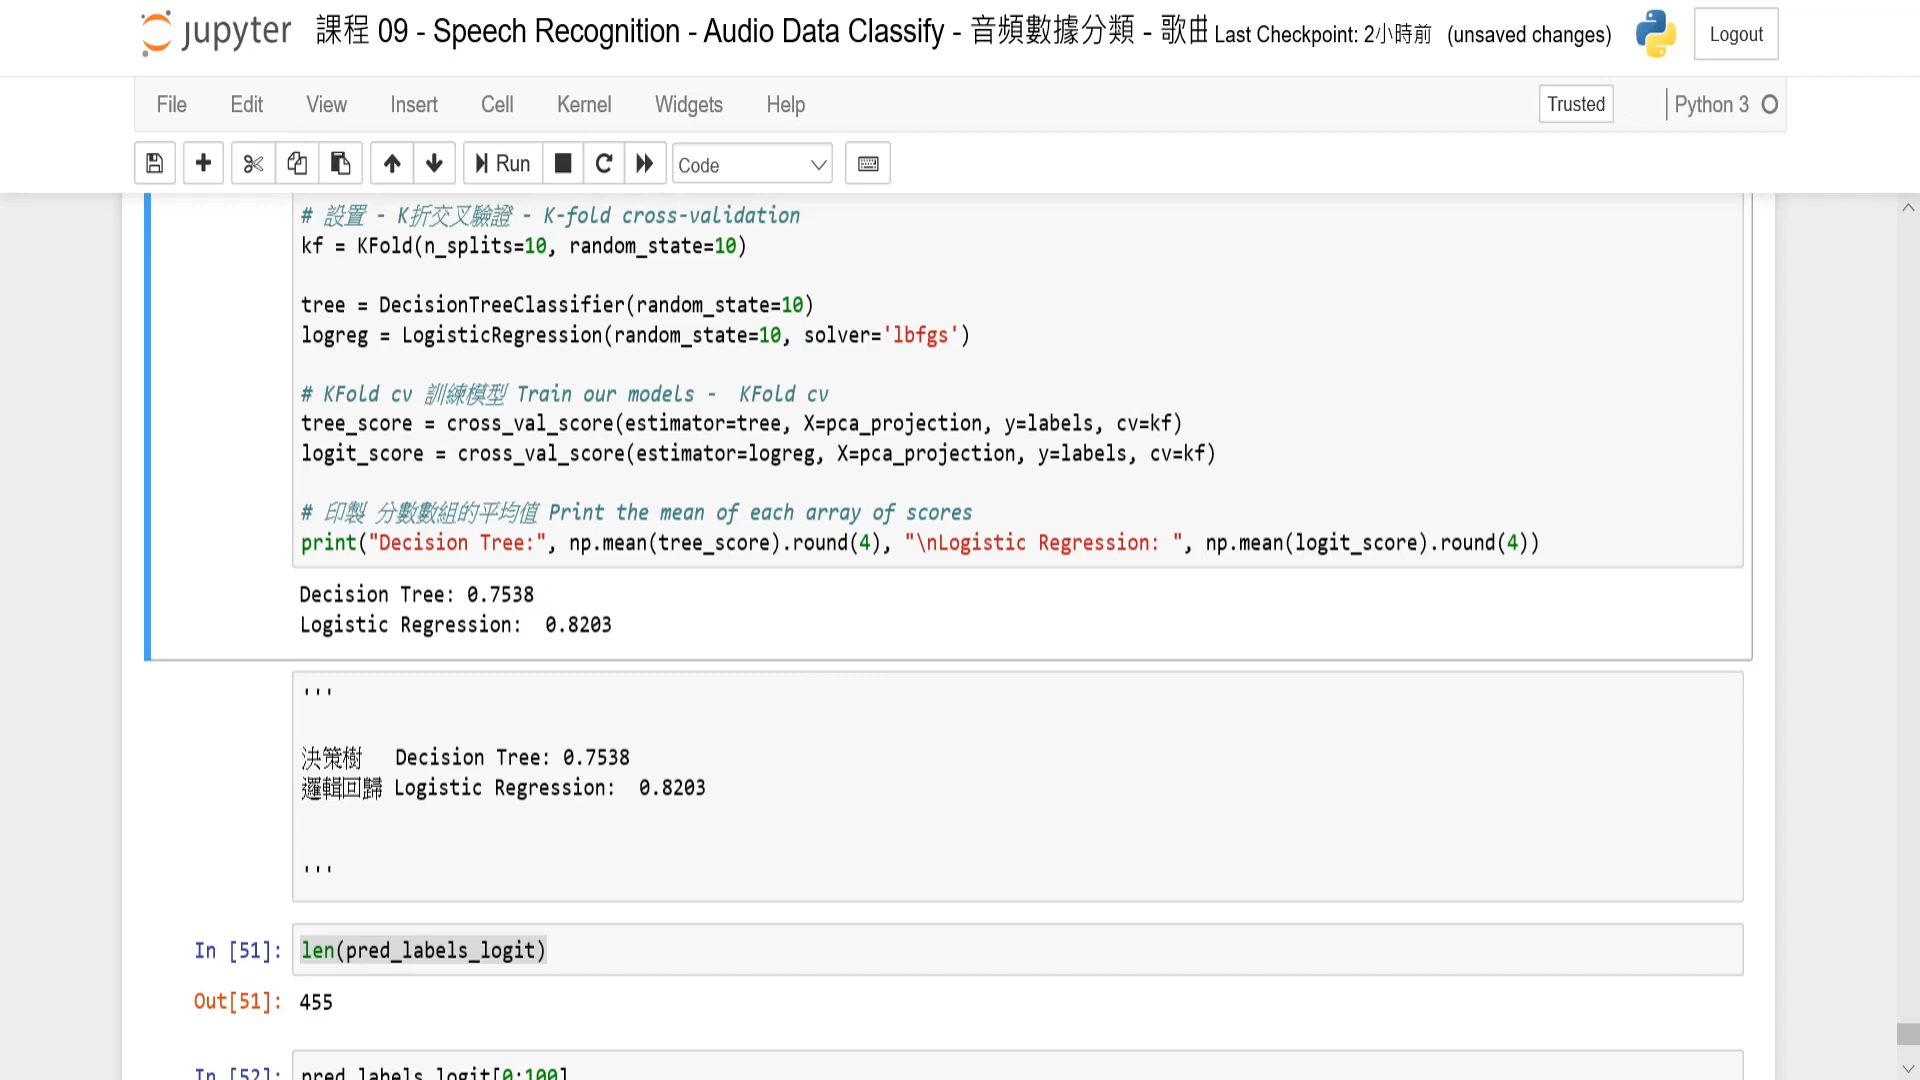 jupyter 課程 09 - Speech Recognition - Audio Data Classify - 音頻數據分類 - 歌曲 Last Checkpoint: 2小時前 (unsaved changes) Logout
File Edit View Insert Cell Kernel Widgets Help Trusted Python 3
Run Code
# 設置 - K折交叉驗證 - K-fold cross-validation
kf = KFold(n_splits=10, random_state=10)
tree = DecisionTreeClassifier(random_state=10)
logreg = LogisticRegression(random_state=10, solver='lbfgs')
# KFold cv 訓練模型 Train our models -  KFold cv
tree_score = cross_val_score(estimator=tree, X=pca_projection, y=labels, cv=kf)
logit_score = cross_val_score(estimator=logreg, X=pca_projection, y=labels, cv=kf)
# 印製 分數數組的平均值 Print the mean of each array of scores
print("Decision Tree:", np.mean(tree_score).round(4), "\nLogistic Regression: ", np.mean(logit_score).round(4))
Decision Tree: 0.7538
Logistic Regression:  0.8203
'''
決策樹   Decision Tree: 0.7538
邏輯回歸 Logistic Regression:  0.8203
'''
In [51]: len(pred_labels_logit)
Out[51]: 455
In [52]: pred_labels_logit[0:100]